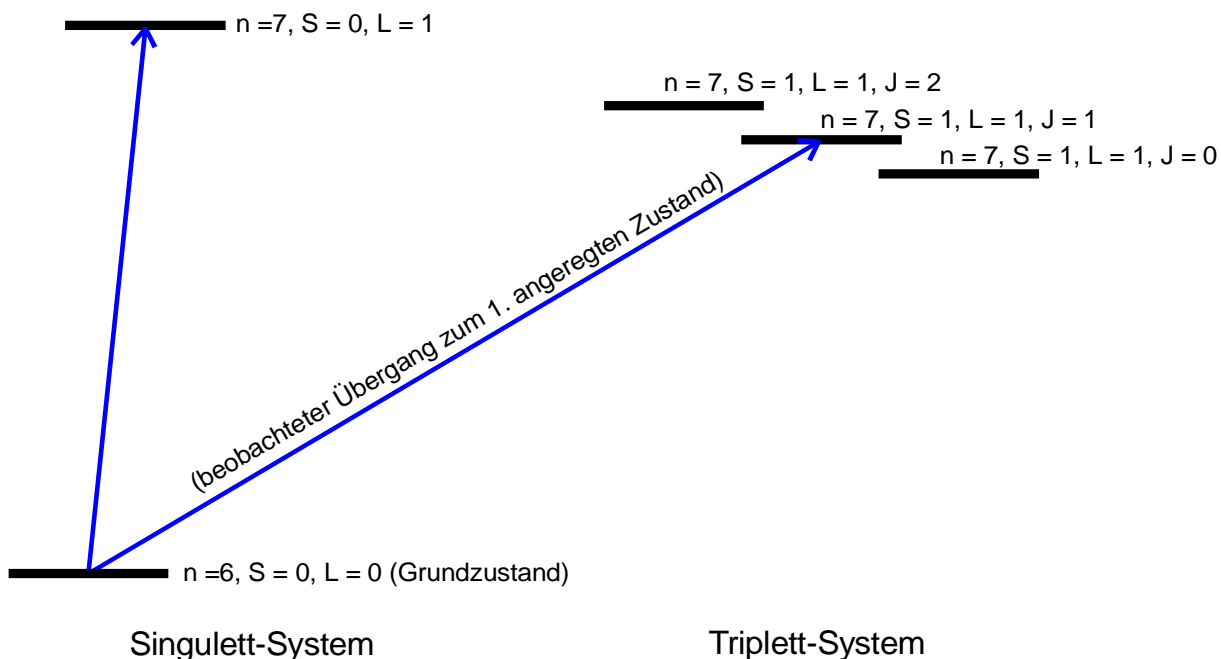 n =7, S = 0, L = 1
n = 7, S = 1, L = 1, J = 2
n = 7, S = 1, L = 1, J = 1
n = 7, S = 1, L = 1, J = 0
(beobachteter Übergang zum 1. angeregten Zustand)
n =6, S = 0, L = 0 (Grundzustand)
Singulett-System
Triplett-System